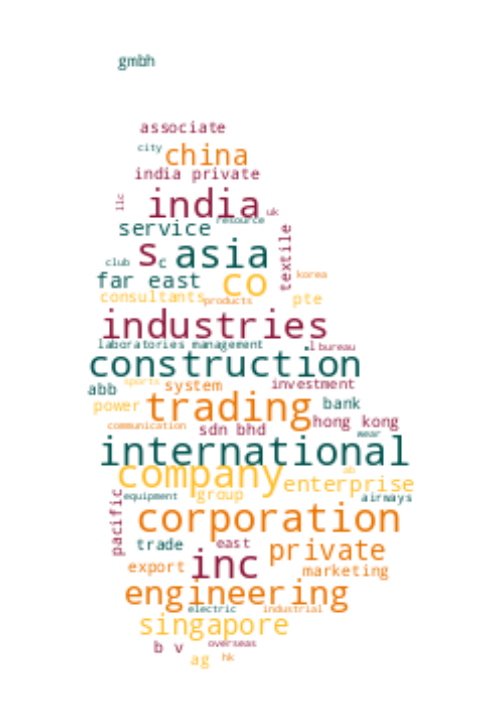 gmbh
associate
city
china
india private
llc
india
uk
resource
service
textile
s
c
asia
club
korea
far east
co
consultants
products
pte
industries
laboratories management
l bureau
construction
sports
abb
system
investment
power
trading
bank
communication
sdn bhd
hong kong
wear
international
company
ab
enterprise
pacific
equipment
group
airways
corporation
trade
east
private
export
inc
marketing
engineering
electric
industrial
singapore
b v
overseas
ag
hk